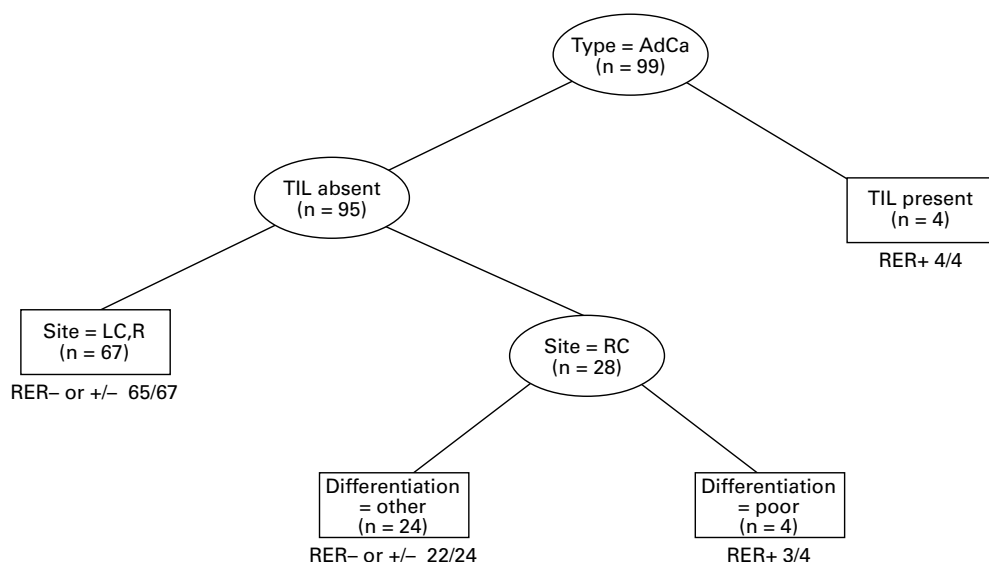 Type = AdCa
(n = 99)
TIL absent
(n = 95)
TIL present
(n = 4)
RER+ 4/4
Site = LC,R
(n = 67)
RER– or +/– 65/67
Site = RC
(n = 28)
Differentiation
= other
(n = 24)
RER– or +/– 22/24
Differentiation
= poor
(n = 4)
RER+ 3/4